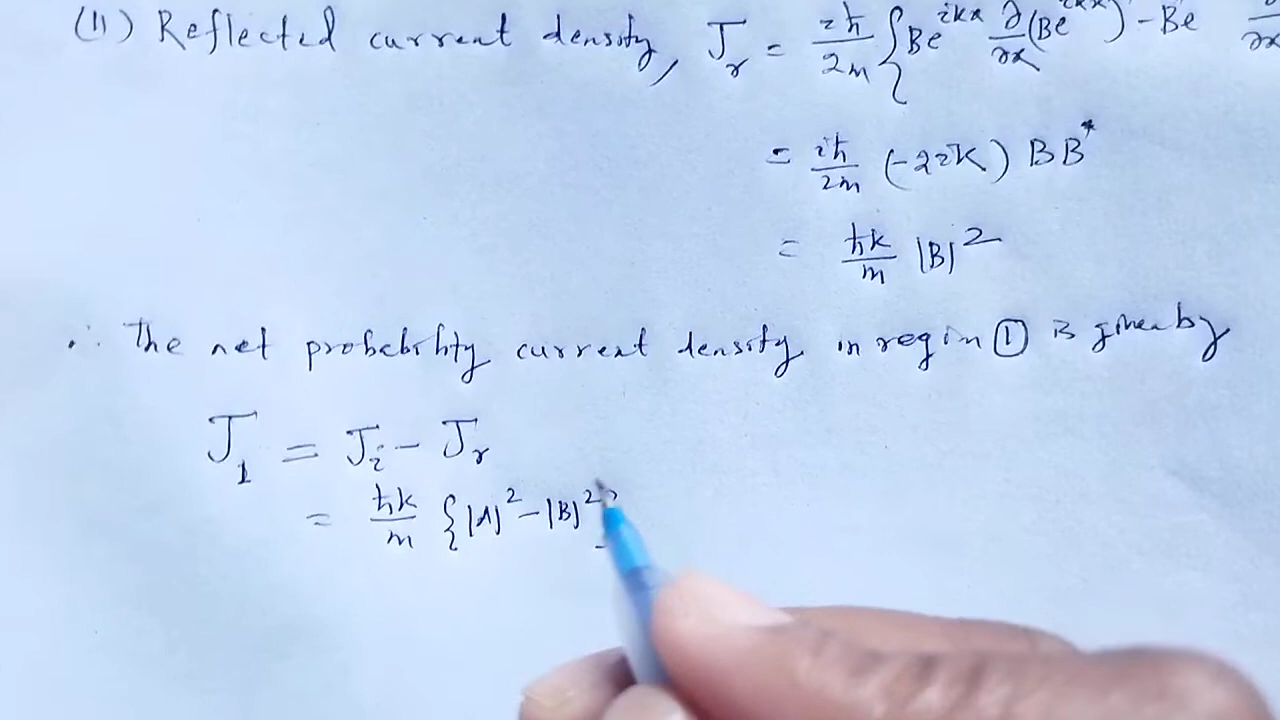 (11) Reflected current density, J_r = iħ/2m { Be^{ikx} ∂/∂x (Be^{ikx}) - Be ∂/∂x
= iħ/2m (-2ik) BB*
= ħk/m |B|^2
∴ The net probability current density in region ① is given by
J_1 = J_i - J_r
= ħk/m {|A|^2 - |B|^2}